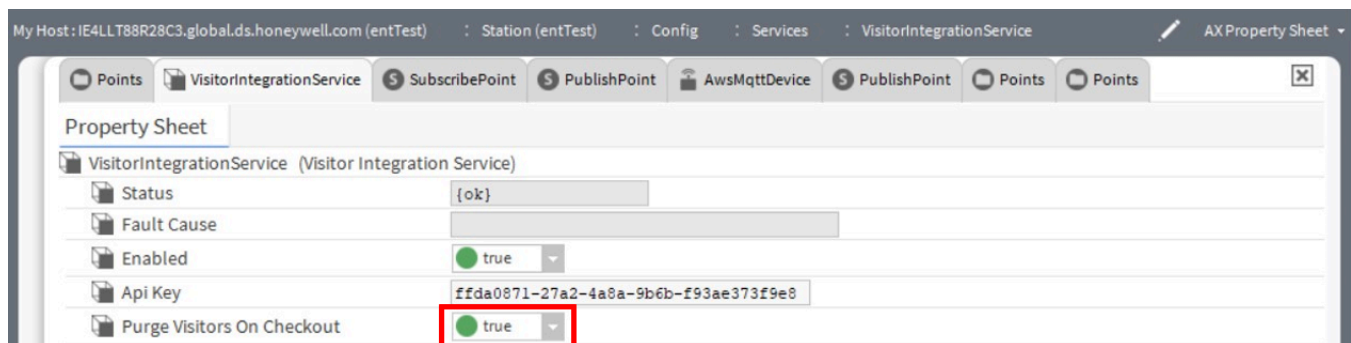 My Host : IE4LLT88R28C3.global.ds.honeywell.com (entTest) : Station (entTest) : Config : Services : VisitorIntegrationService AX Property Sheet
Points VisitorIntegrationService SubscribePoint PublishPoint AwsMqttDevice PublishPoint Points Points
Property Sheet
VisitorIntegrationService (Visitor Integration Service)
Status {ok}
Fault Cause
Enabled true
Api Key ffda0871-27a2-4a8a-9b6b-f93ae373f9e8
Purge Visitors On Checkout true